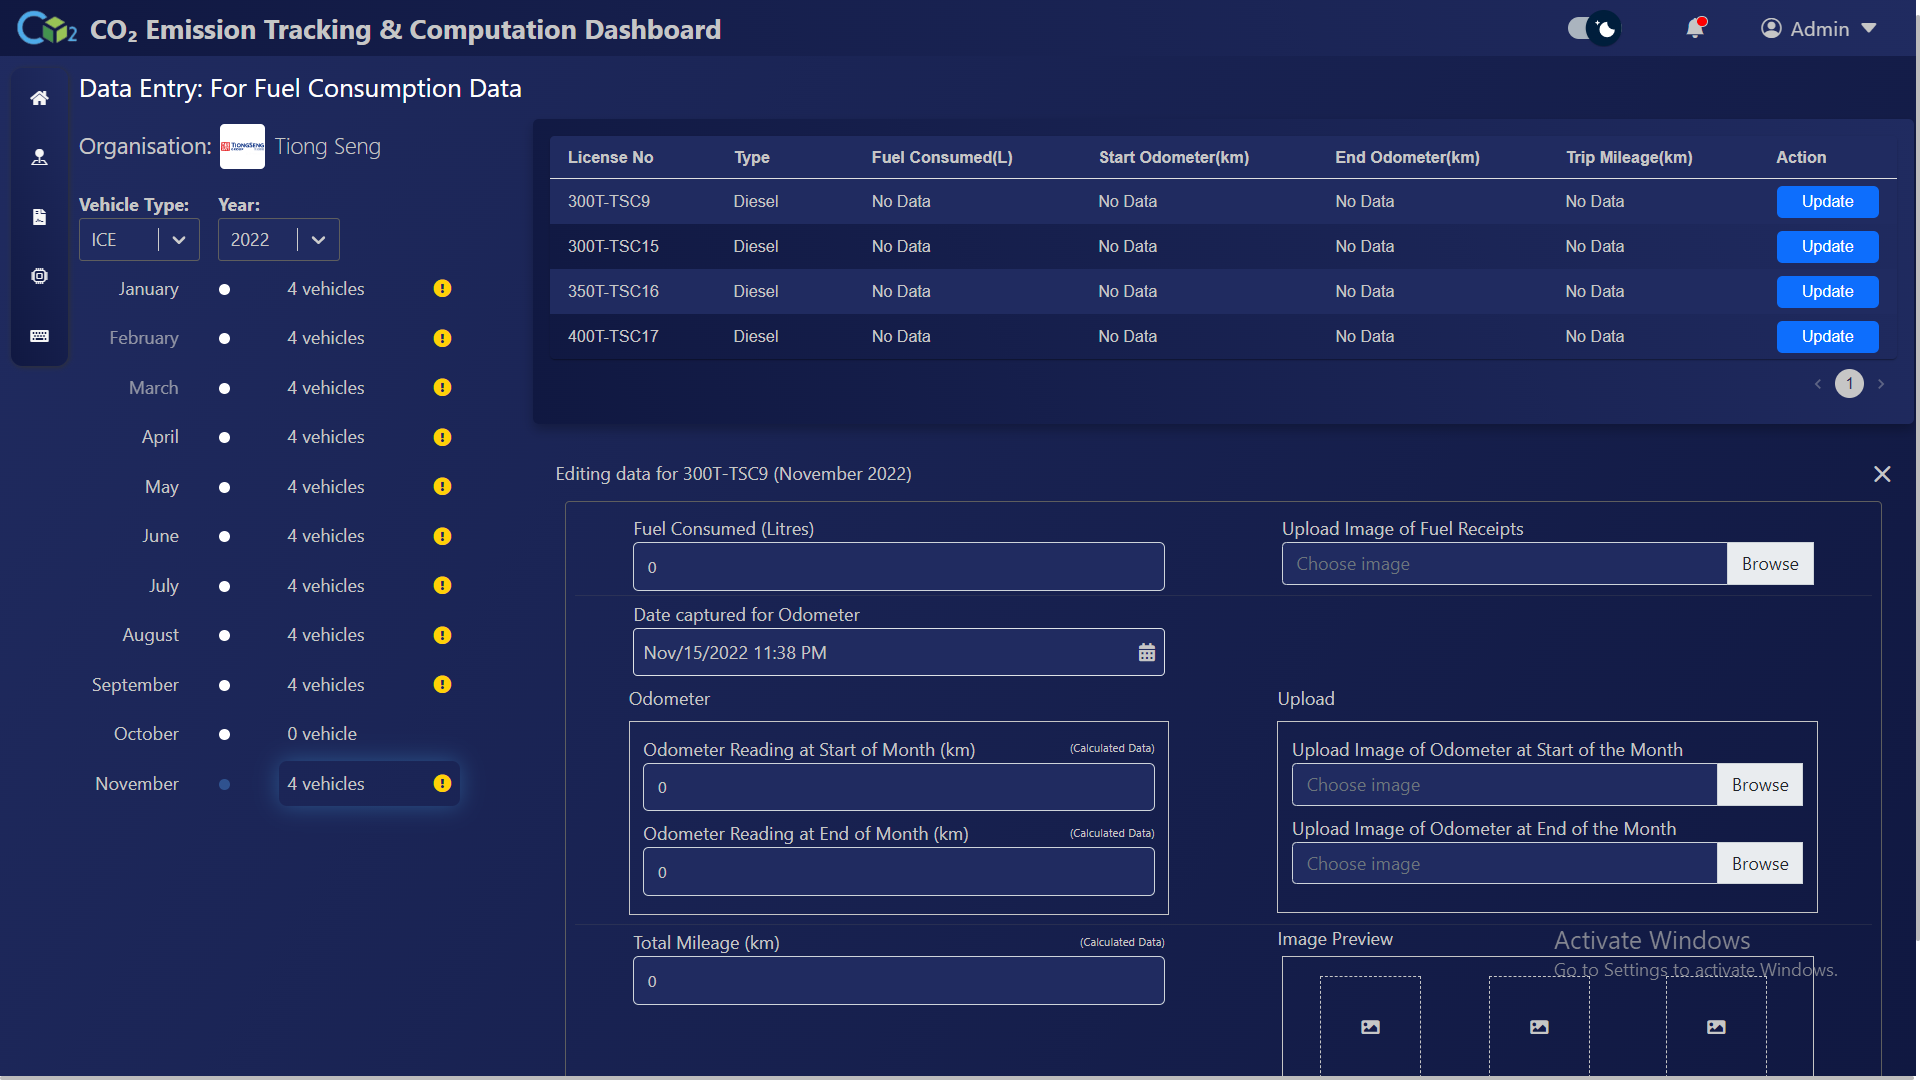 CO₂ Emission Tracking & Computation Dashboard
Admin
Data Entry: For Fuel Consumption Data
Organisation: TIONGSENG Tiong Seng
Vehicle Type: Year:
ICE 2022
January 4 vehicles
February 4 vehicles
March 4 vehicles
April 4 vehicles
May 4 vehicles
June 4 vehicles
July 4 vehicles
August 4 vehicles
September 4 vehicles
October 0 vehicle
November 4 vehicles
License No Type Fuel Consumed(L) Start Odometer(km) End Odometer(km) Trip Mileage(km) Action
300T-TSC9 Diesel No Data No Data No Data No Data Update
300T-TSC15 Diesel No Data No Data No Data No Data Update
350T-TSC16 Diesel No Data No Data No Data No Data Update
400T-TSC17 Diesel No Data No Data No Data No Data Update
1
Editing data for 300T-TSC9 (November 2022)
Fuel Consumed (Litres)
0
Upload Image of Fuel Receipts
Choose image Browse
Date captured for Odometer
Nov/15/2022 11:38 PM
Odometer
Odometer Reading at Start of Month (km) (Calculated Data)
0
Odometer Reading at End of Month (km) (Calculated Data)
0
Upload
Upload Image of Odometer at Start of the Month
Choose image Browse
Upload Image of Odometer at End of the Month
Choose image Browse
Total Mileage (km) (Calculated Data)
0
Image Preview
Activate Windows
Go to Settings to activate Windows.